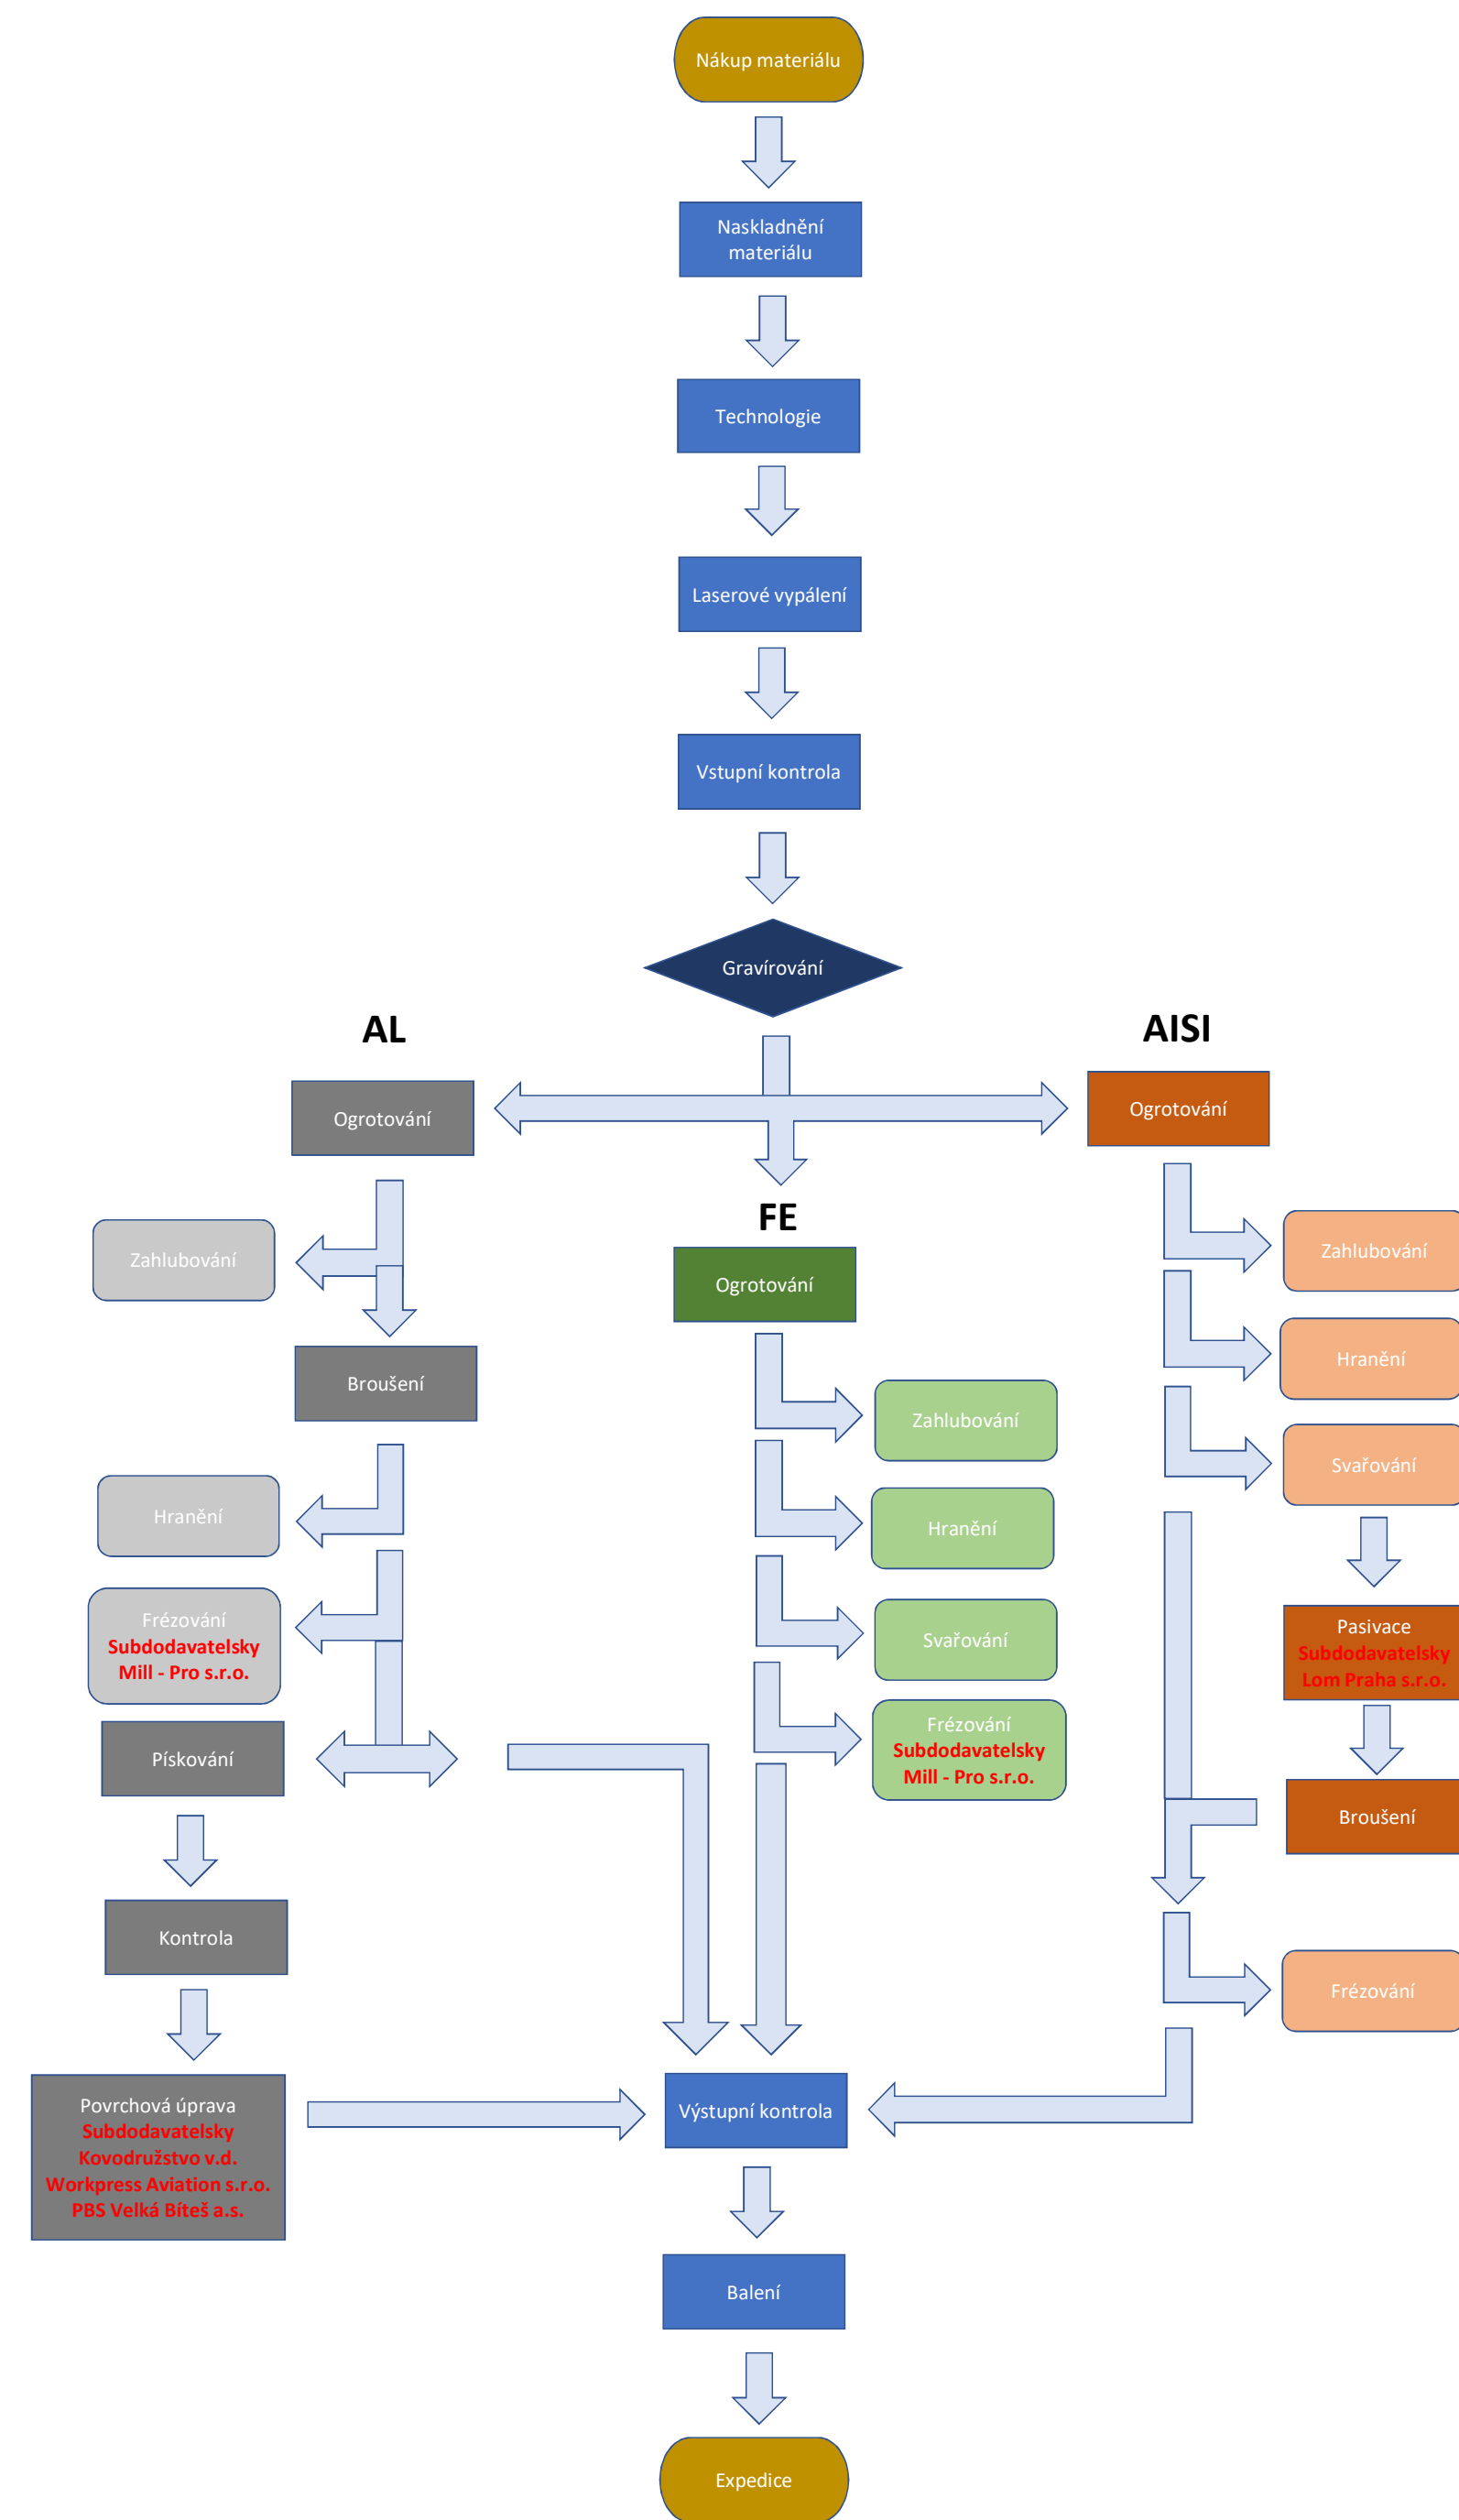 Nákup materiálu
Naskladnění
materiálu
Technologie
Laserové vypálení
Vstupní kontrola
Gravírování
AL
Ogrotování
Zahlubování
Broušení
Hranění
Frézování
Subdodavatelsky
Mill - Pro s.r.o.
Pískování
Kontrola
Povrchová úprava
Subdodavatelsky
Kovodružstvo v.d.
Workpress Aviation s.r.o.
PBS Velká Bíteš a.s.
FE
Ogrotování
Zahlubování
Hranění
Svařování
Frézování
Subdodavatelsky
Mill - Pro s.r.o.
AISI
Ogrotování
Zahlubování
Hranění
Svařování
Pasivace
Subdodavatelsky
Lom Praha s.r.o.
Broušení
Frézování
Výstupní kontrola
Balení
Expedice